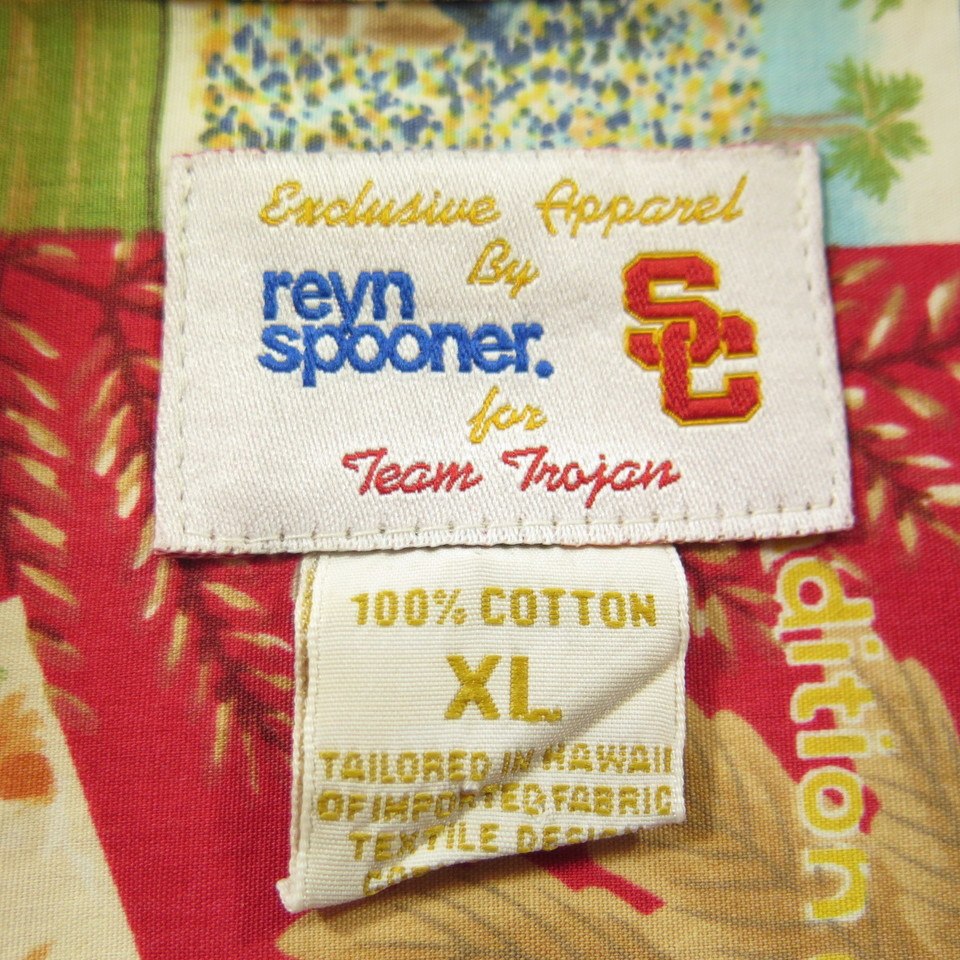 Exclusive Apparel
By
reyn
spooner.
SC
for
Team Trojan
100% COTTON
XL
TAILORED IN HAWAII
OF IMPORTED FABRIC
TEXTILE DESIGN
dition